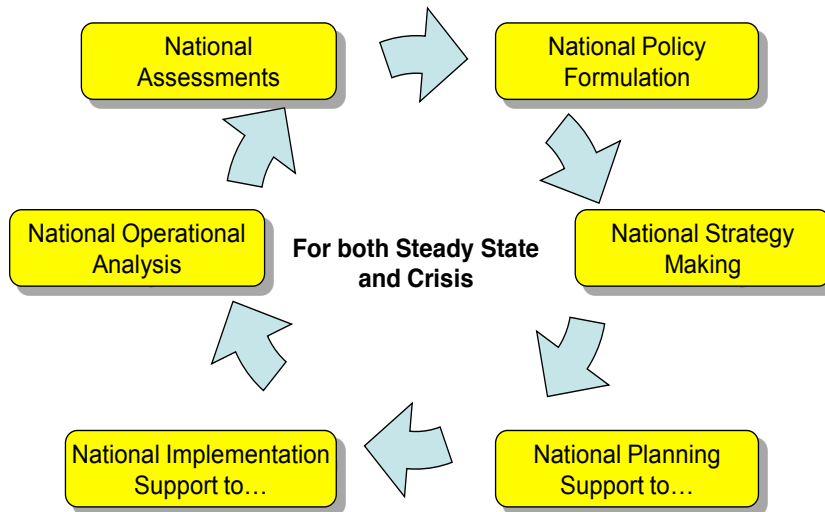 National
Assessments
National Policy
Formulation
National Operational
Analysis
For both Steady State
and Crisis
National Strategy
Making
National Implementation
Support to…
National Planning
Support to…